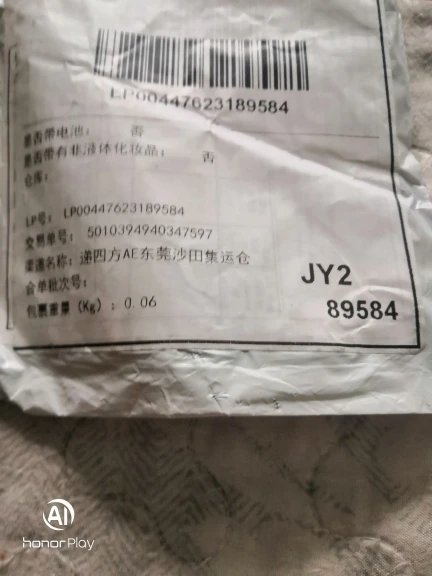 LP00447623189584
是否带电池： 否
是否带有非液体化妆品： 否
仓库：
LP号： LP00447623189584
交易单号： 5010394940347597
渠道名称： 递四方AE东莞沙田集运仓
合单批次号：
包裹重量 (Kg) ： 0.06
JY2
89584
AI
honor Play